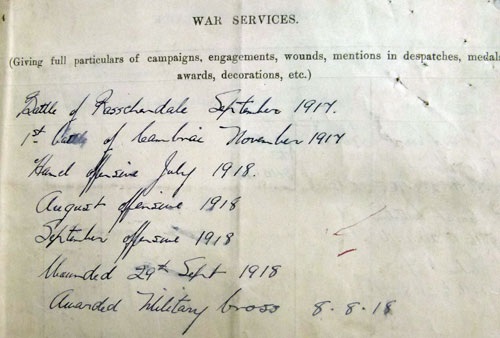 WAR SERVICES.
(Giving full particulars of campaigns, engagements, wounds, mentions in despatches, medals
awards, decorations, etc.)
Battle of Passchendale September 1917.
1st battle of Cambrai November 1917
offensive July 1918.
August offensive 1918
September offensive 1918
Wounded 29th Sept 1918
Awarded Military Cross 8.8.18